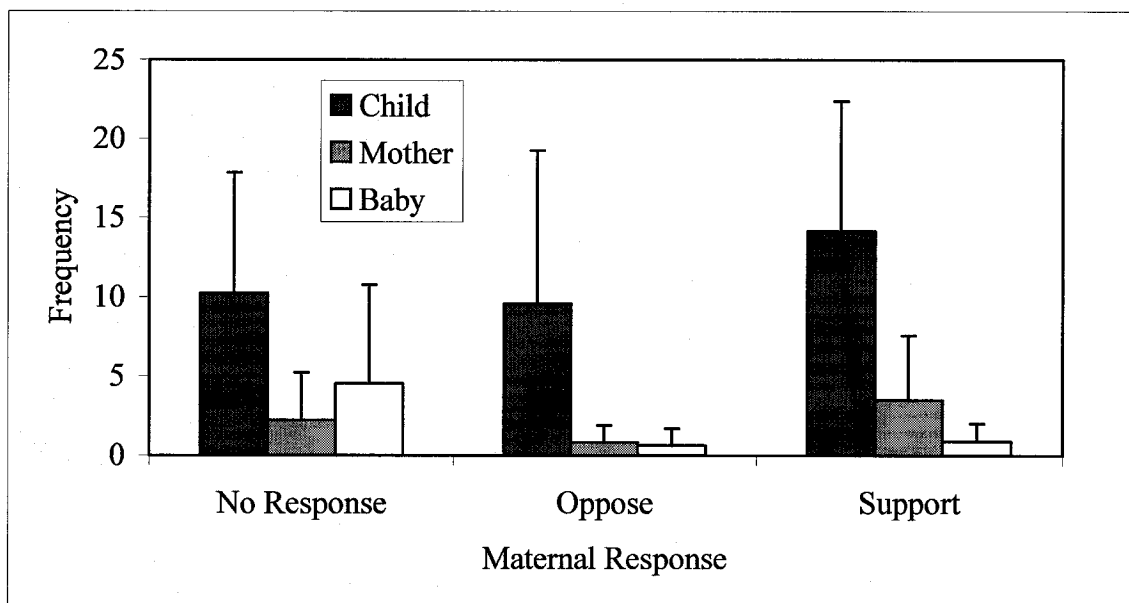 25
20
15
10
5
0
Frequency
Child
Mother
Baby
No Response
Oppose
Support
Maternal Response